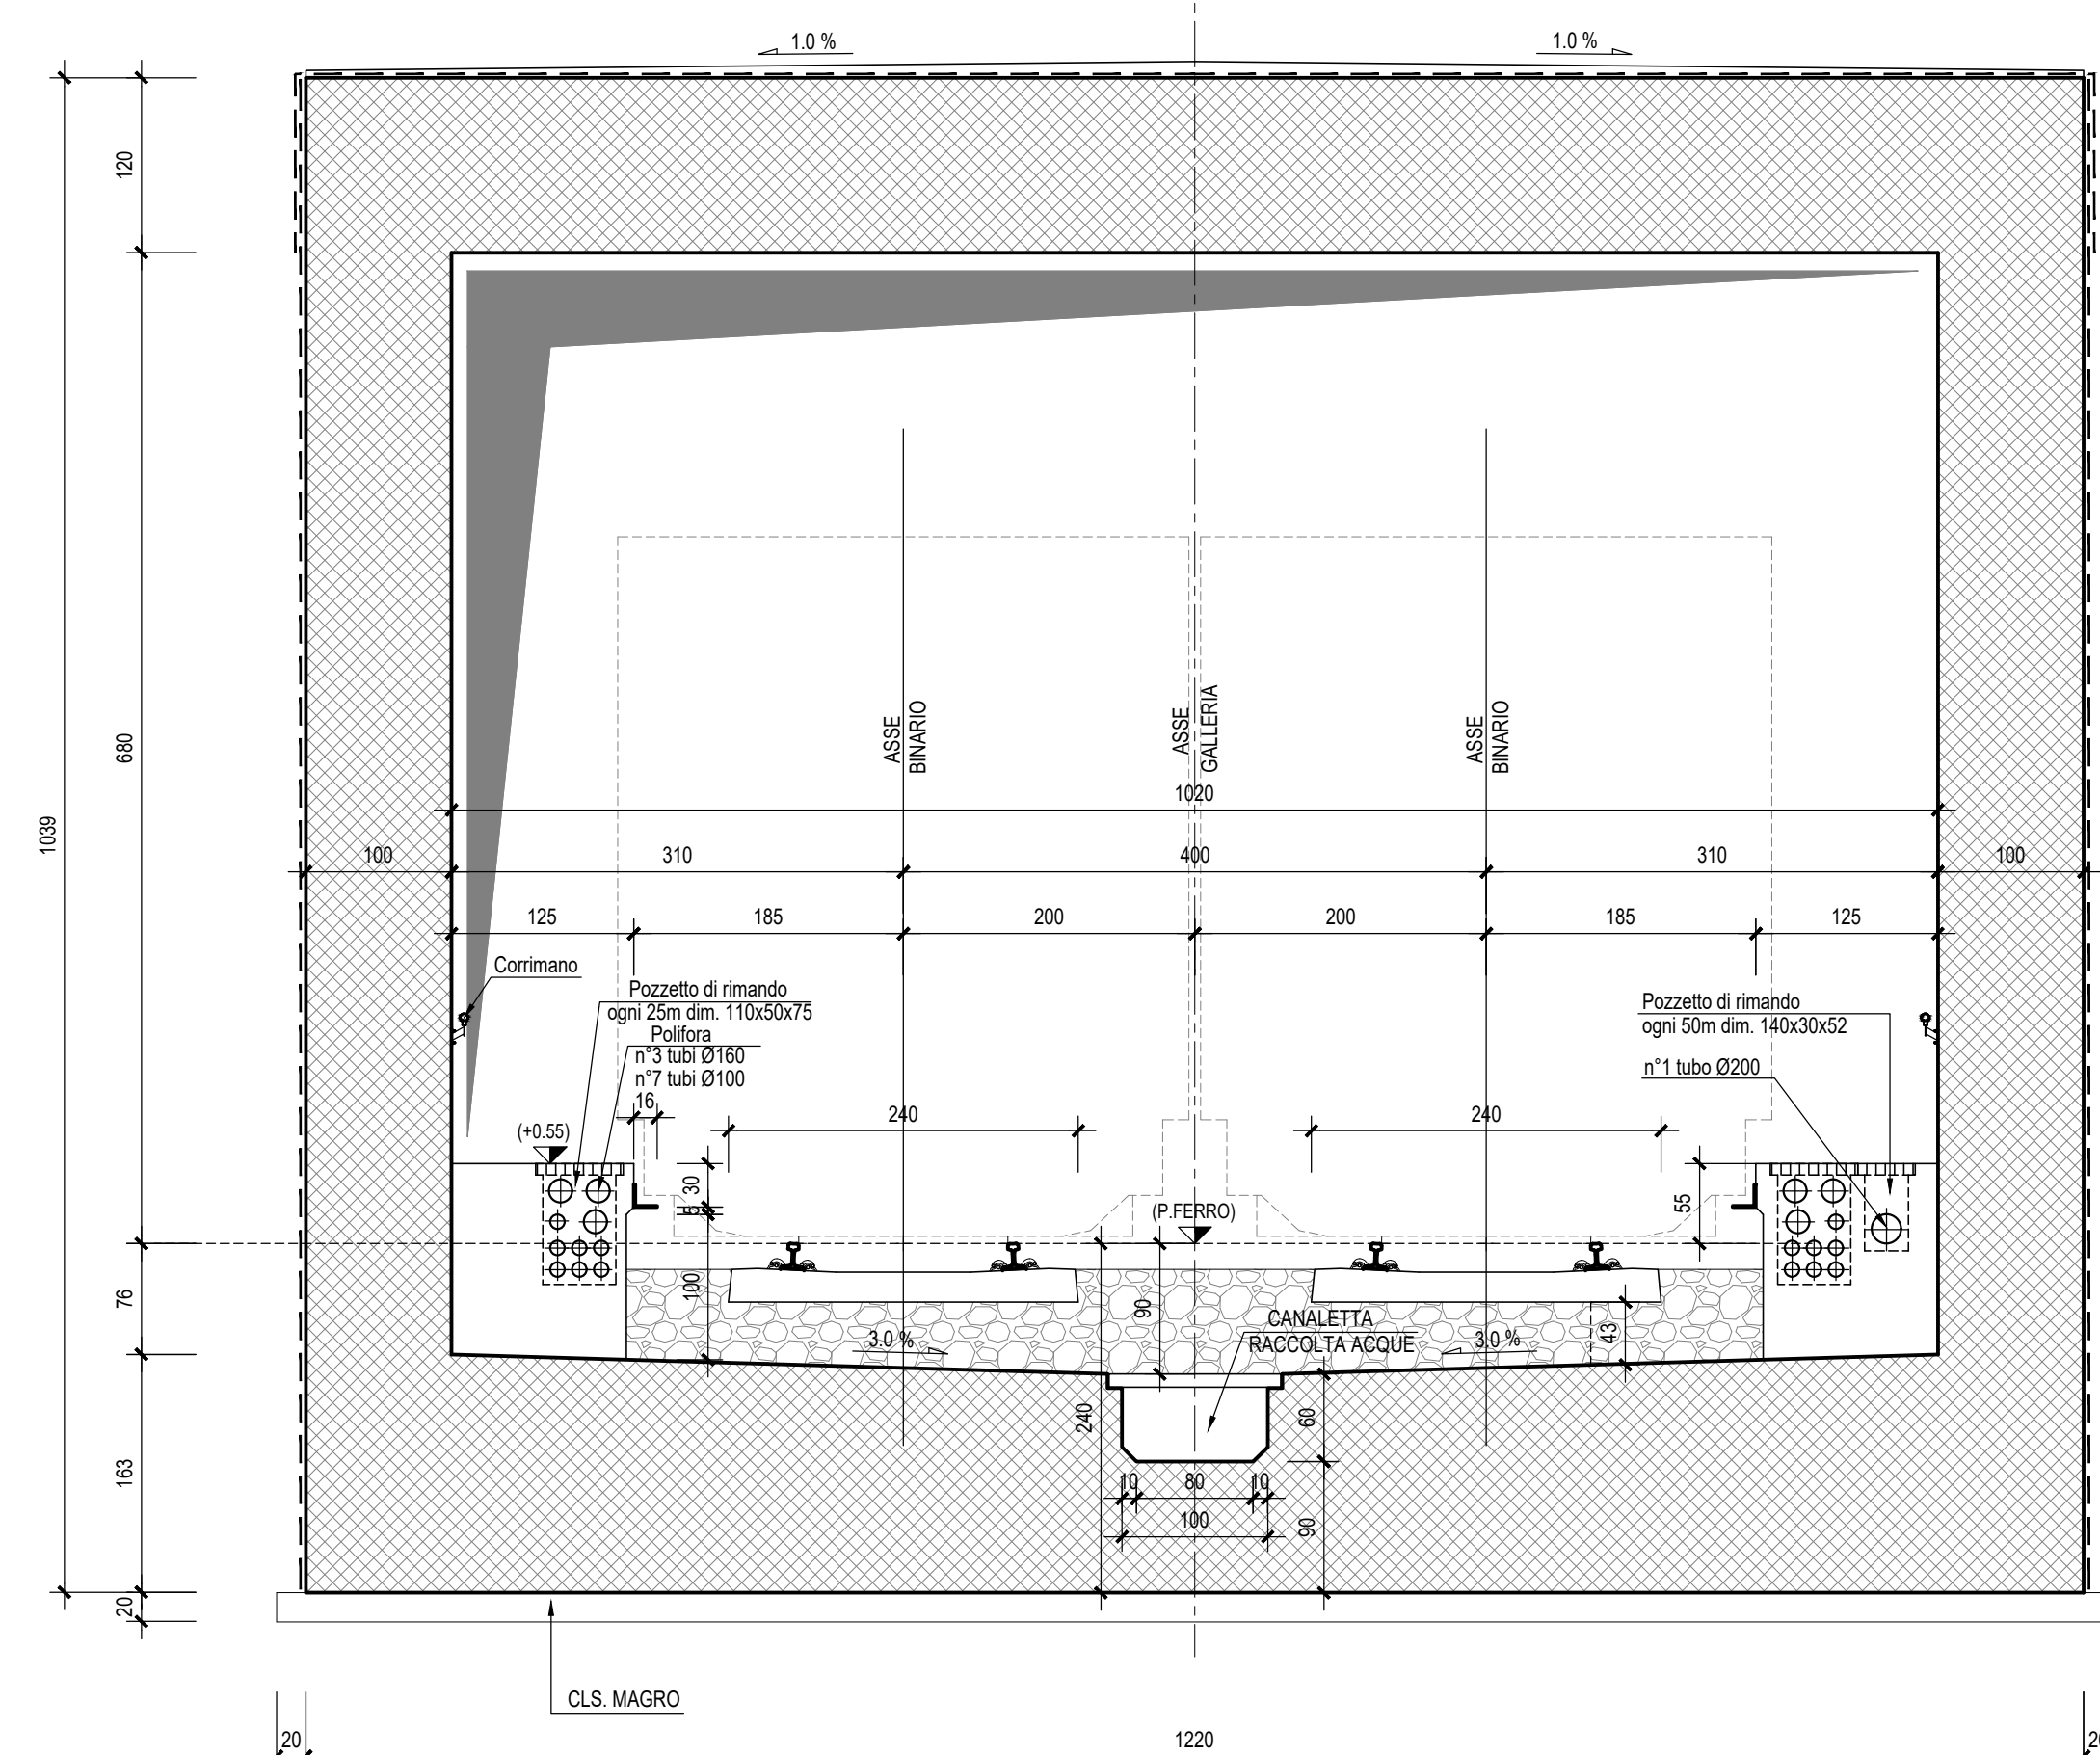 1.0 %
1.0 %
120
680
1039
ASSE
BINARIO
ASSE
GALLERIA
ASSE
BINARIO
1020
100
310
400
310
100
125
185
200
200
185
125
Corrimano
Pozzetto di rimando
ogni 25m dim. 110x50x75
Polifora
n°3 tubi Ø160
n°7 tubi Ø100
Pozzetto di rimando
ogni 50m dim. 140x30x52
n°1 tubo Ø200
16
240
240
(+0.55)
30
5
55
(P.FERRO)
76
100
90
CANALETTA
RACCOLTA ACQUE
43
3.0 %
3.0 %
240
60
163
10
80
10
100
90
20
CLS. MAGRO
20
1220